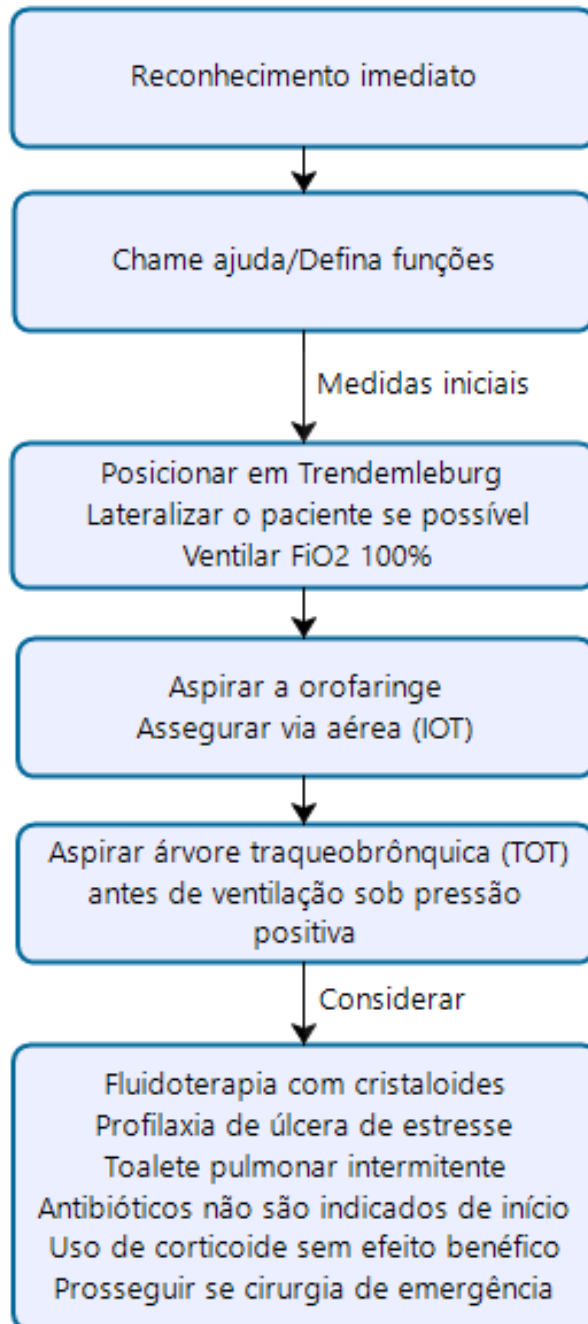 Reconhecimento imediato
Chame ajuda/Defina funções
Medidas iniciais
Posicionar em Trendemleburg
Lateralizar o paciente se possível
Ventilar FiO2 100%
Aspirar a orofaringe
Assegurar via aérea (IOT)
Aspirar árvore traqueobrônquica (TOT)
antes de ventilação sob pressão
positiva
Considerar
Fluidoterapia com cristaloides
Profilaxia de úlcera de estresse
Toalete pulmonar intermitente
Antibióticos não são indicados de início
Uso de corticoide sem efeito benéfico
Prosseguir se cirurgia de emergência